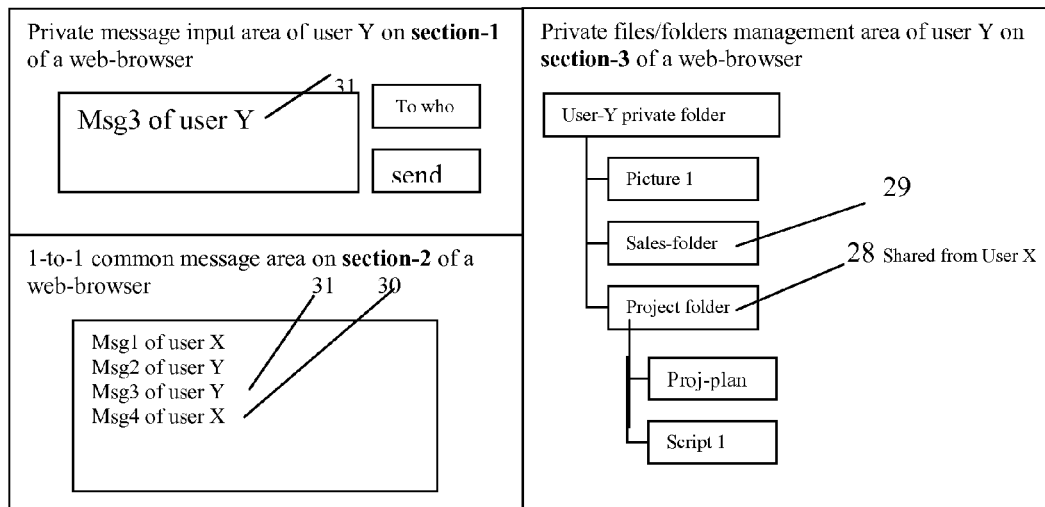 Private message input area of user Y on section-1
of a web-browser
31
Msg3 of user Y
To who
send
1-to-1 common message area on section-2 of a
web-browser
31 30
Msg1 of user X
Msg2 of user Y
Msg3 of user Y
Msg4 of user X
Private files/folders management area of user Y on
section-3 of a web-browser
User-Y private folder
Picture 1
29
Sales-folder
28 Shared from User X
Project folder
Proj-plan
Script 1